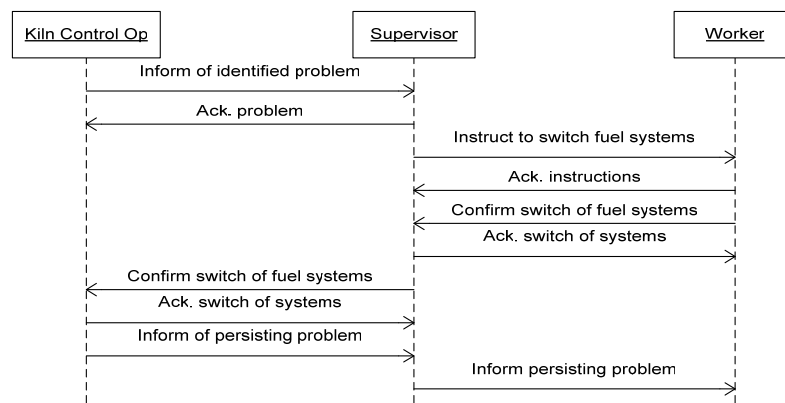 Kiln Control Op
Supervisor
Worker
Inform of identified problem
Ack. problem
Instruct to switch fuel systems
Ack. instructions
Confirm switch of fuel systems
Ack. switch of systems
Confirm switch of fuel systems
Ack. switch of systems
Inform of persisting problem
Inform persisting problem